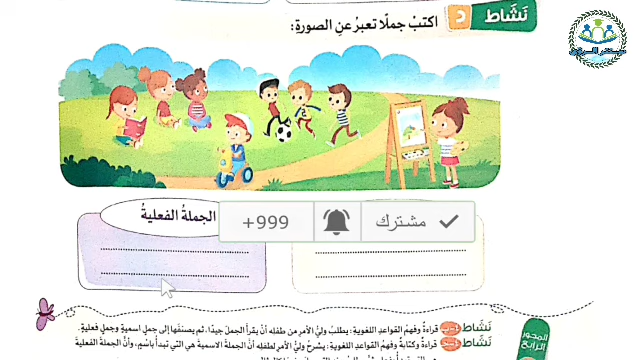 نَشَاط د اكتبْ جملًا تعبرُ عنِ الصورةِ:
الجملةُ الفعليةُ
+999 مشترك
المحور الرابع
نَشَاط قراءةُ وفهمُ القواعدِ اللغويةِ: يطلبُ وليُّ الأمرِ من طفلِه أنْ يقرأَ الجملَ جيدًا، ثم يصنفَها إلى جملٍ اسميةٍ وجملٍ فعليةٍ.
نَشَاط قراءةُ وكتابةُ وفهمُ القواعدِ اللغويةِ: يشرحُ وليُّ الأمرِ لطفلِه أنَّ الجملةَ الاسميةَ هي التي تبدأُ باسْمٍ، وأنَّ الجملةَ الفعليةَ